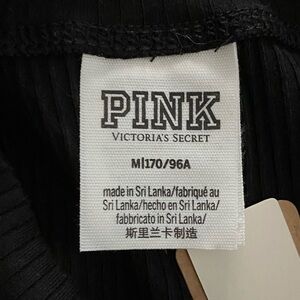 PINK
VICTORIA'S SECRET
M|170/96A
made in Sri Lanka/fabriqué au
Sri Lanka/hecho en Sri Lanka/
fabbricato in Sri Lanka/
斯里兰卡制造